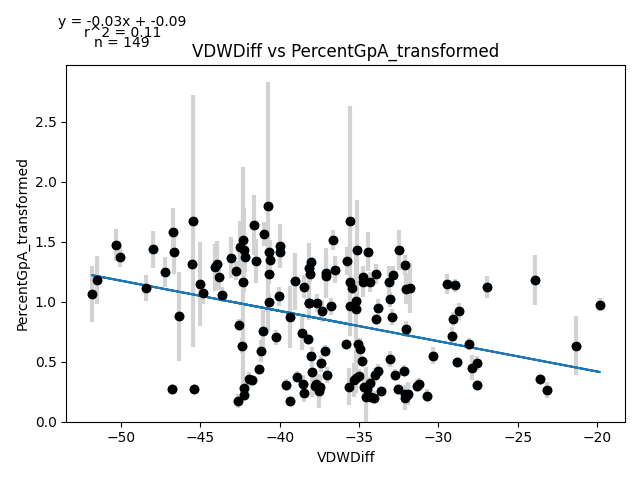 y = -0.03x + -0.09
r^2 = 0.11
n = 149
VDWDiff vs PercentGpA_transformed
PercentGpA_transformed
2.5
2.0
1.5
1.0
0.5
0.0
−50
−45
−40
−35
−30
−25
−20
VDWDiff